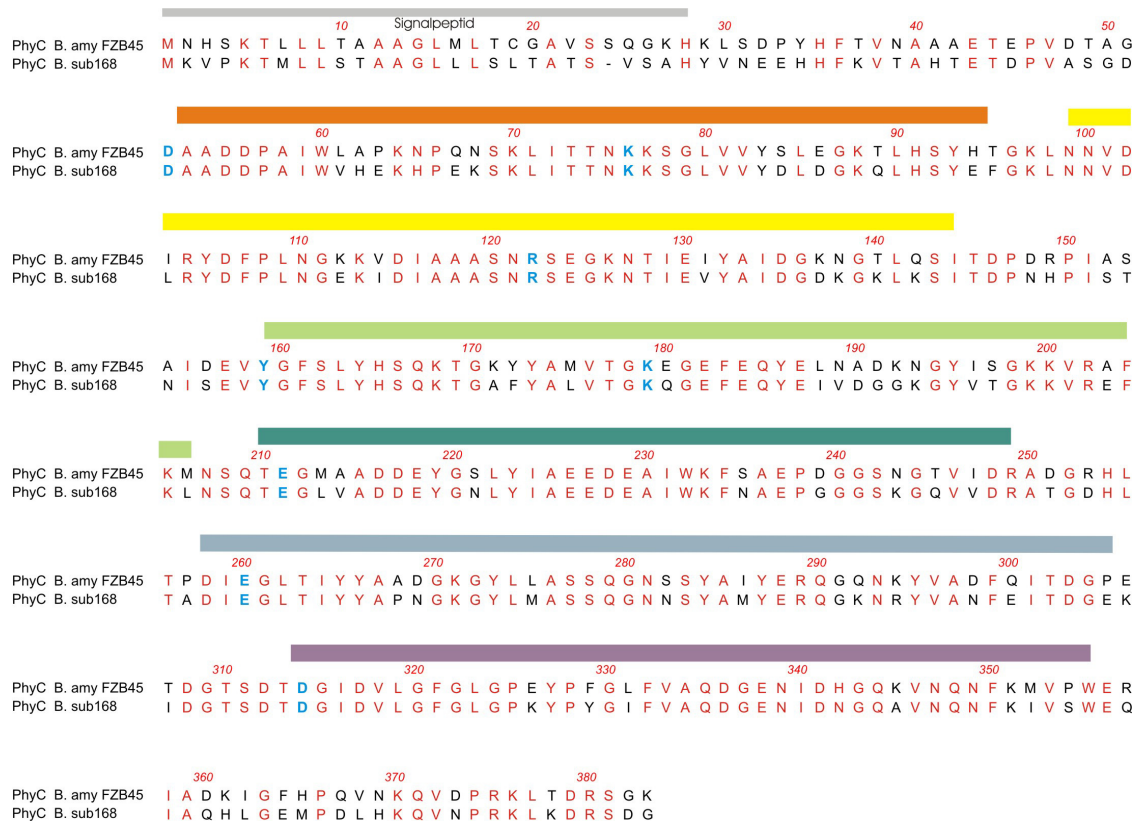 Signalpeptid
10 20 30 40 50
PhyC B. amy FZB45 M N H S K T L L L T A A A G L M L T C G A V S S Q G K H K L S D P Y H F T V N A A A E T E P V D T A G
PhyC B. sub168 M K V P K T M L L S T A A G L L L S L T A T S - V S A H Y V N E E H H F K V T A H T E T D P V A S G D
60 70 80 90 100
PhyC B. amy FZB45 D A A D D P A I W L A P K N P Q N S K L I T T N K K S G L V V Y S L E G K T L H S Y H T G K L N N V D
PhyC B. sub168 D A A D D P A I W V H E K H P E K S K L I T T N K K S G L V V Y D L D G K Q L H S Y E F G K L N N V D
110 120 130 140 150
PhyC B. amy FZB45 I R Y D F P L N G K K V D I A A A S N R S E G K N T I E I Y A I D G K N G T L Q S I T D P D R P I A S
PhyC B. sub168 L R Y D F P L N G E K I D I A A A S N R S E G K N T I E V Y A I D G D K G K L K S I T D P N H P I S T
160 170 180 190 200
PhyC B. amy FZB45 A I D E V Y G F S L Y H S Q K T G K Y Y A M V T G K E G E F E Q Y E L N A D K N G Y I S G K K V R A F
PhyC B. sub168 N I S E V Y G F S L Y H S Q K T G A F Y A L V T G K Q G E F E Q Y E I V D G G K G Y V T G K K V R E F
210 220 230 240 250
PhyC B. amy FZB45 K M N S Q T E G M A A D D E Y G S L Y I A E E D E A I W K F S A E P D G G S N G T V I D R A D G R H L
PhyC B. sub168 K L N S Q T E G L V A D D E Y G N L Y I A E E D E A I W K F N A E P G G G S K G Q V V D R A T G D H L
260 270 280 290 300
PhyC B. amy FZB45 T P D I E G L T I Y Y A A D G K G Y L L A S S Q G N S S Y A I Y E R Q G Q N K Y V A D F Q I T D G P E
PhyC B. sub168 T A D I E G L T I Y Y A P N G K G Y L M A S S Q G N N S Y A M Y E R Q G K N R Y V A N F E I T D G E K
310 320 330 340 350
PhyC B. amy FZB45 T D G T S D T D G I D V L G F G L G P E Y P F G L F V A Q D G E N I D H G Q K V N Q N F K M V P W E R
PhyC B. sub168 I D G T S D T D G I D V L G F G L G P K Y P Y G I F V A Q D G E N I D N G Q A V N Q N F K I V S W E Q
360 370 380
PhyC B. amy FZB45 I A D K I G F H P Q V N K Q V D P R K L T D R S G K
PhyC B. sub168 I A Q H L G E M P D L H K Q V N P R K L K D R S D G